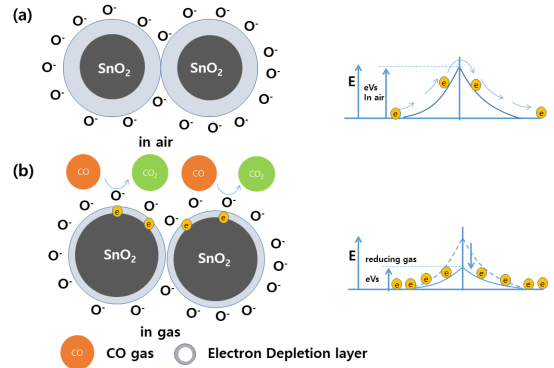 (a)
O- O- O- O- O- O-
O- O-
O-
SnO₂ SnO₂
O- O-
O- O-
O- O- O- O- O-
in air
E
eVs
In air
e e e e e
(b)
CO CO₂ CO CO₂
O- O-
O- O- O-
O- O-
e e e e
SnO₂ SnO₂
O- O-
O- O-
O- O- O- O- O-
in gas
E
reducing gas
eVs
e e e e e e e e
CO CO gas Electron Depletion layer